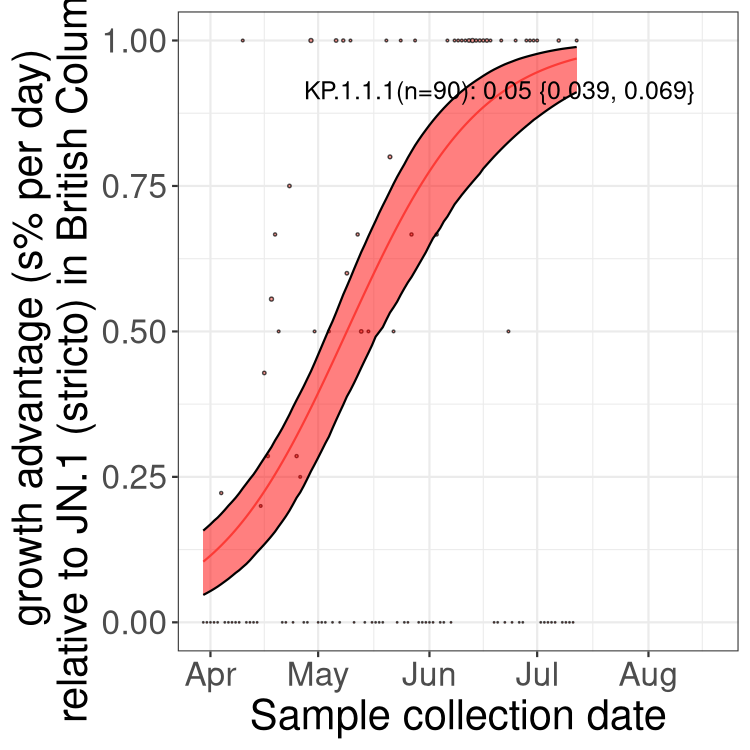 growth advantage (s% per day)
relative to JN.1 (stricto) in British Colum
1.00
0.75
0.50
0.25
0.00
KP.1.1.1(n=90): 0.05 {0.039, 0.069}
Apr May Jun Jul Aug
Sample collection date